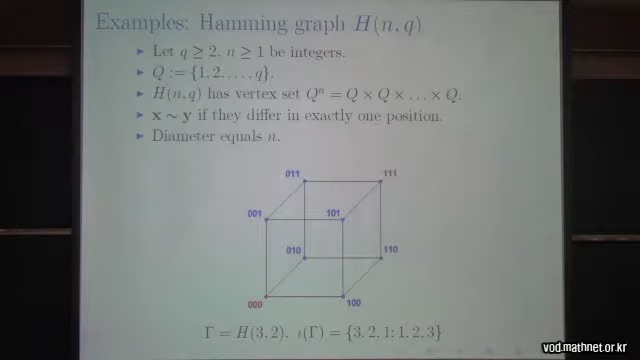 Examples: Hamming graph H(n, q)
▶ Let q ≥ 2, n ≥ 1 be integers.
▶ Q := {1, 2, . . . , q}.
▶ H(n, q) has vertex set Qⁿ = Q × Q × . . . × Q.
▶ x ∼ y if they differ in exactly one position.
▶ Diameter equals n.
011 111
001 101
010 110
000 100
Γ = H(3, 2), ι(Γ) = {3, 2, 1; 1, 2, 3}
vod.mathnet.or.kr